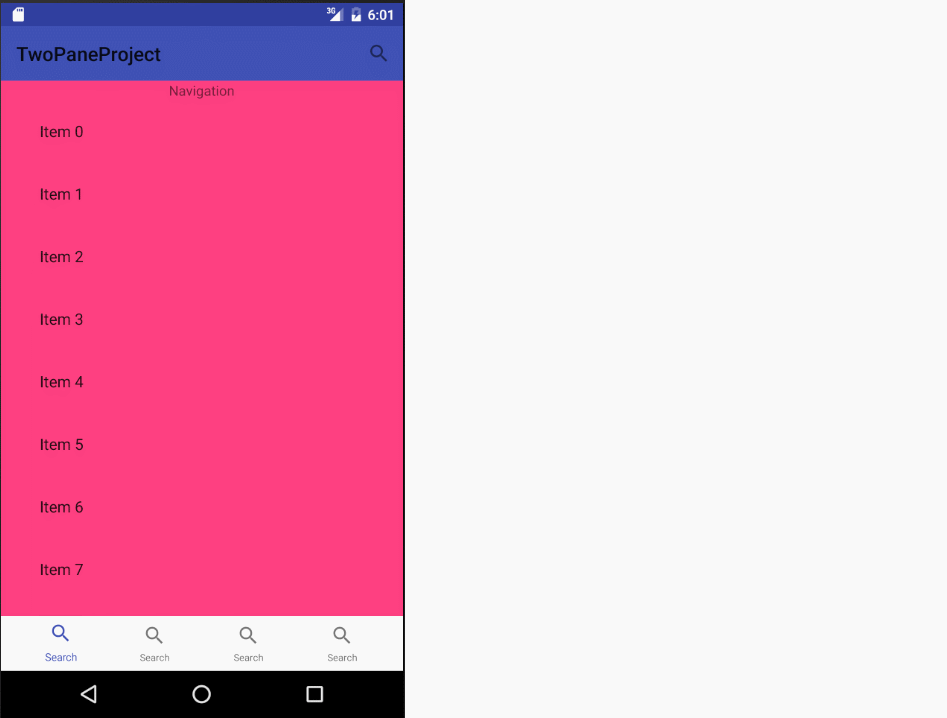 3G 6:01
TwoPaneProject
Navigation
Item 0
Item 1
Item 2
Item 3
Item 4
Item 5
Item 6
Item 7
Search Search Search Search